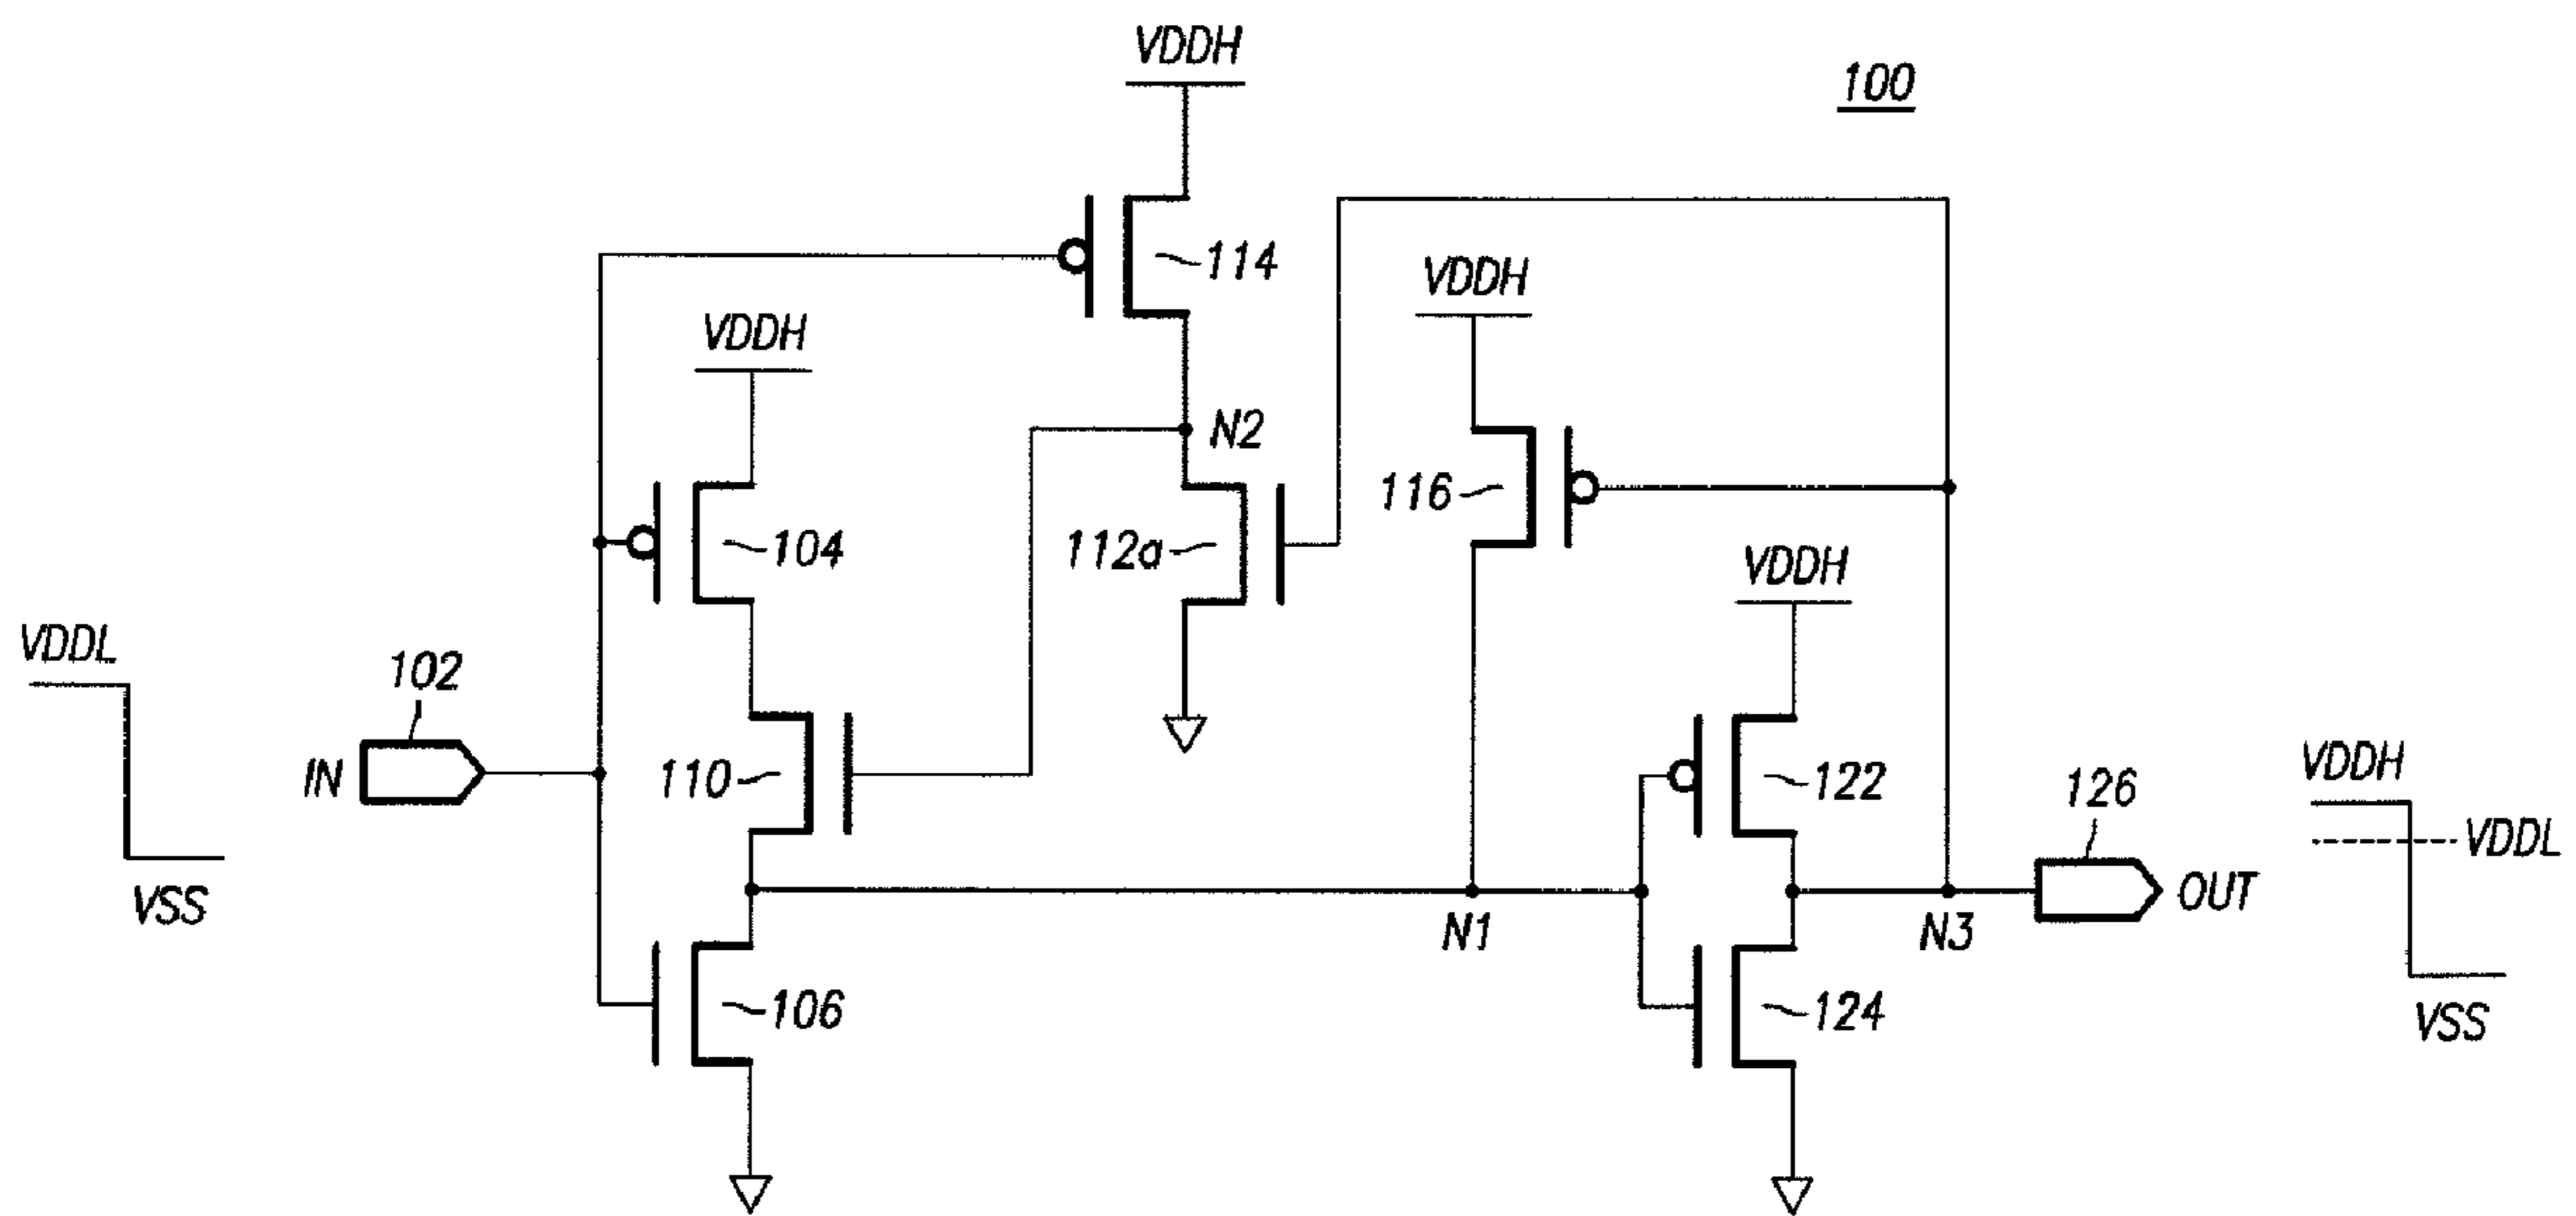 VDDH
100
114
VDDH
VDDH
N2
116
104
112a
VDDH
VDDL
102
IN
110
122
VDDH
126
VDDL
VSS
OUT
N1
N3
106
124
VSS